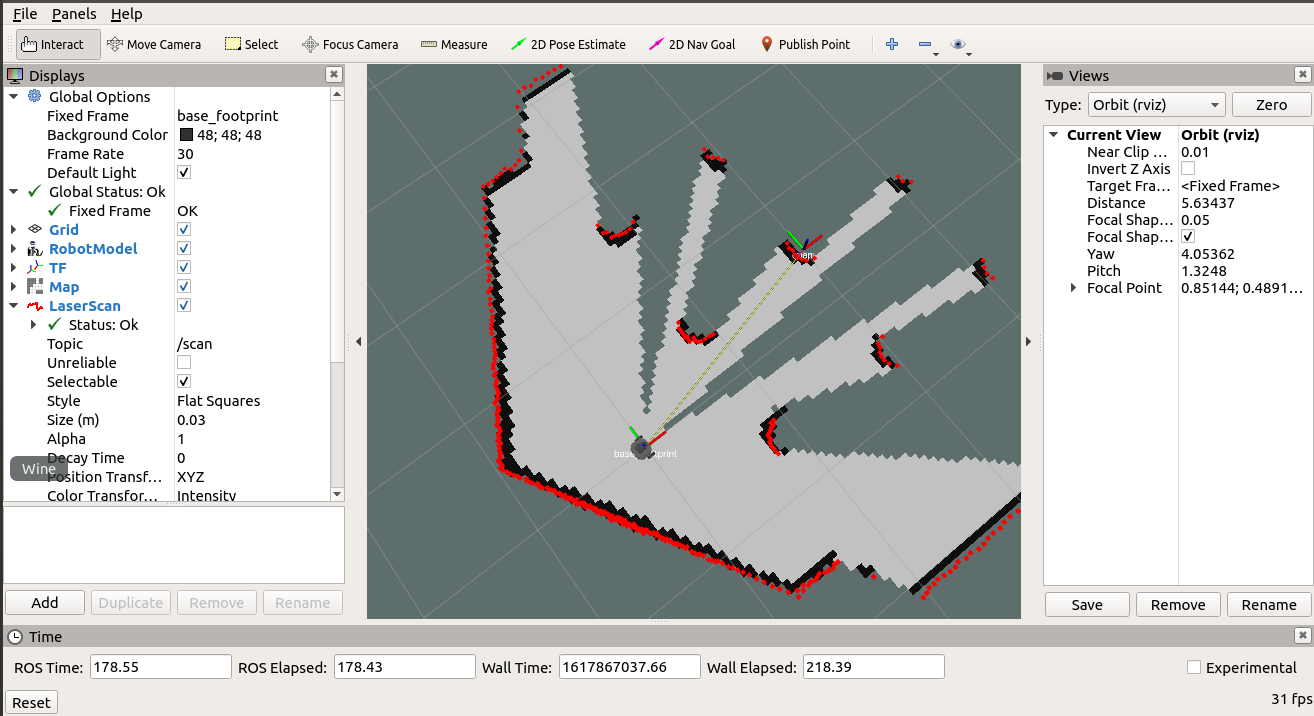 File Panels Help
Interact Move Camera Select Focus Camera Measure 2D Pose Estimate 2D Nav Goal Publish Point
Displays
Global Options
Fixed Frame base_footprint
Background Color 48; 48; 48
Frame Rate 30
Default Light
Global Status: Ok
Fixed Frame OK
Grid
RobotModel
TF
Map
LaserScan
Status: Ok
Topic /scan
Unreliable
Selectable
Style Flat Squares
Size (m) 0.03
Alpha 1
Decay Time 0
Wine
Position Transf... XYZ
Color Transfor... Intensity
Add Duplicate Remove Rename
map
Views
Type: Orbit (rviz) Zero
Current View Orbit (rviz)
Near Clip ... 0.01
Invert Z Axis
Target Fra... <Fixed Frame>
Distance 5.63437
Focal Shap... 0.05
Focal Shap...
Yaw 4.05362
Pitch 1.3248
Focal Point 0.85144; 0.4891...
Save Remove Rename
Time
ROS Time: 178.55 ROS Elapsed: 178.43 Wall Time: 1617867037.66 Wall Elapsed: 218.39 Experimental
Reset 31 fps